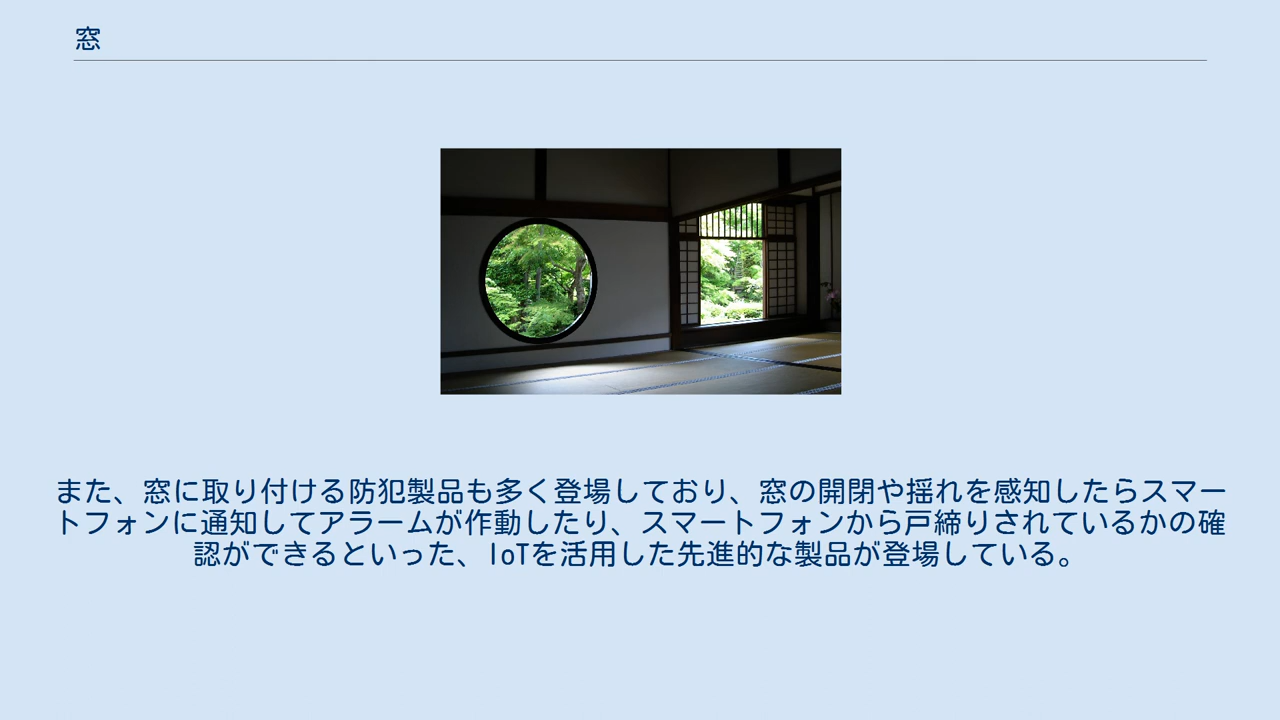 窓
また、窓に取り付ける防犯製品も多く登場しており、窓の開閉や揺れを感知したらスマー
トフォンに通知してアラームが作動したり、スマートフォンから戸締りされているかの確
認ができるといった、IoTを活用した先進的な製品が登場している。